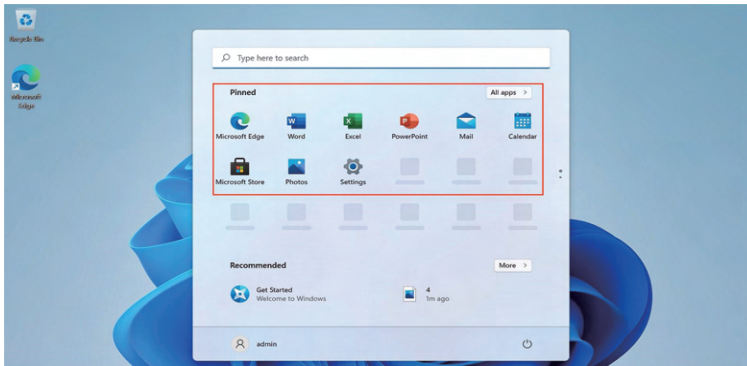 Recycle Bin
Microsoft
Edge
Type here to search
Pinned
All apps >
Microsoft Edge
Word
Excel
PowerPoint
Mail
Calendar
Microsoft Store
Photos
Settings
Recommended
More >
Get Started
Welcome to Windows
4
1m ago
admin